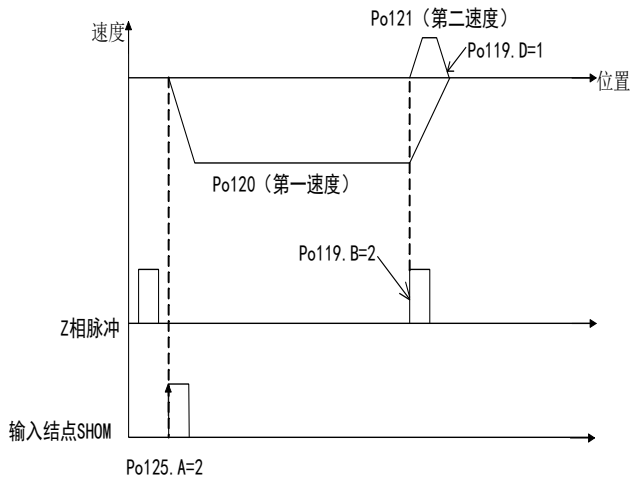 Po121（第二速度）
速度
Po119.D=1
位置
Po120（第一速度）
Po119.B=2
Z相脉冲
输入结点SHOM
Po125.A=2